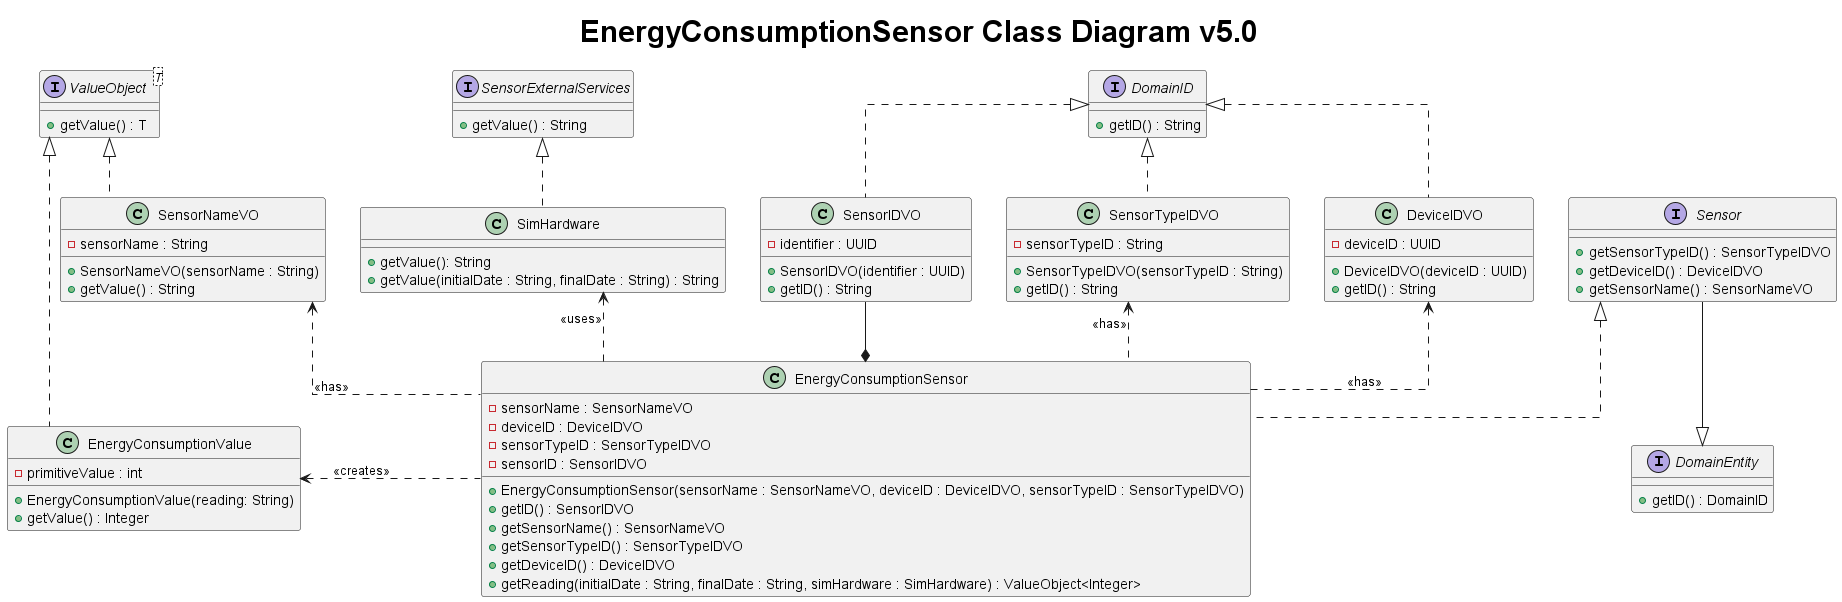 EnergyConsumptionSensor Class Diagram v5.0
I ValueObject T
getValue() : T
I SensorExternalServices
getValue() : String
I DomainID
getID() : String
C SensorNameVO
sensorName : String
SensorNameVO(sensorName : String)
getValue() : String
C SimHardware
getValue(): String
getValue(initialDate : String, finalDate : String) : String
C SensorIDVO
identifier : UUID
SensorIDVO(identifier : UUID)
getID() : String
C SensorTypeIDVO
sensorTypeID : String
SensorTypeIDVO(sensorTypeID : String)
getID() : String
C DeviceIDVO
deviceID : UUID
DeviceIDVO(deviceID : UUID)
getID() : String
I Sensor
getSensorTypeID() : SensorTypeIDVO
getDeviceID() : DeviceIDVO
getSensorName() : SensorNameVO
«uses»
«has»
«has»
«has»
C EnergyConsumptionSensor
sensorName : SensorNameVO
deviceID : DeviceIDVO
sensorTypeID : SensorTypeIDVO
sensorID : SensorIDVO
EnergyConsumptionSensor(sensorName : SensorNameVO, deviceID : DeviceIDVO, sensorTypeID : SensorTypeIDVO)
getID() : SensorIDVO
getSensorName() : SensorNameVO
getSensorTypeID() : SensorTypeIDVO
getDeviceID() : DeviceIDVO
getReading(initialDate : String, finalDate : String, simHardware : SimHardware) : ValueObject<Integer>
C EnergyConsumptionValue
primitiveValue : int
EnergyConsumptionValue(reading: String)
getValue() : Integer
«creates»
I DomainEntity
getID() : DomainID